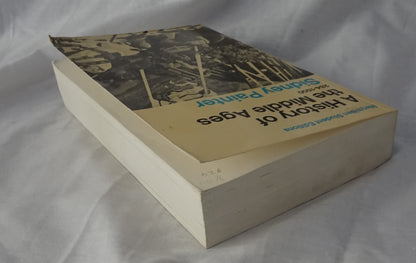 Macmillan Student Editions
A History of
the Middle Ages
284-1500
Sidney Painter